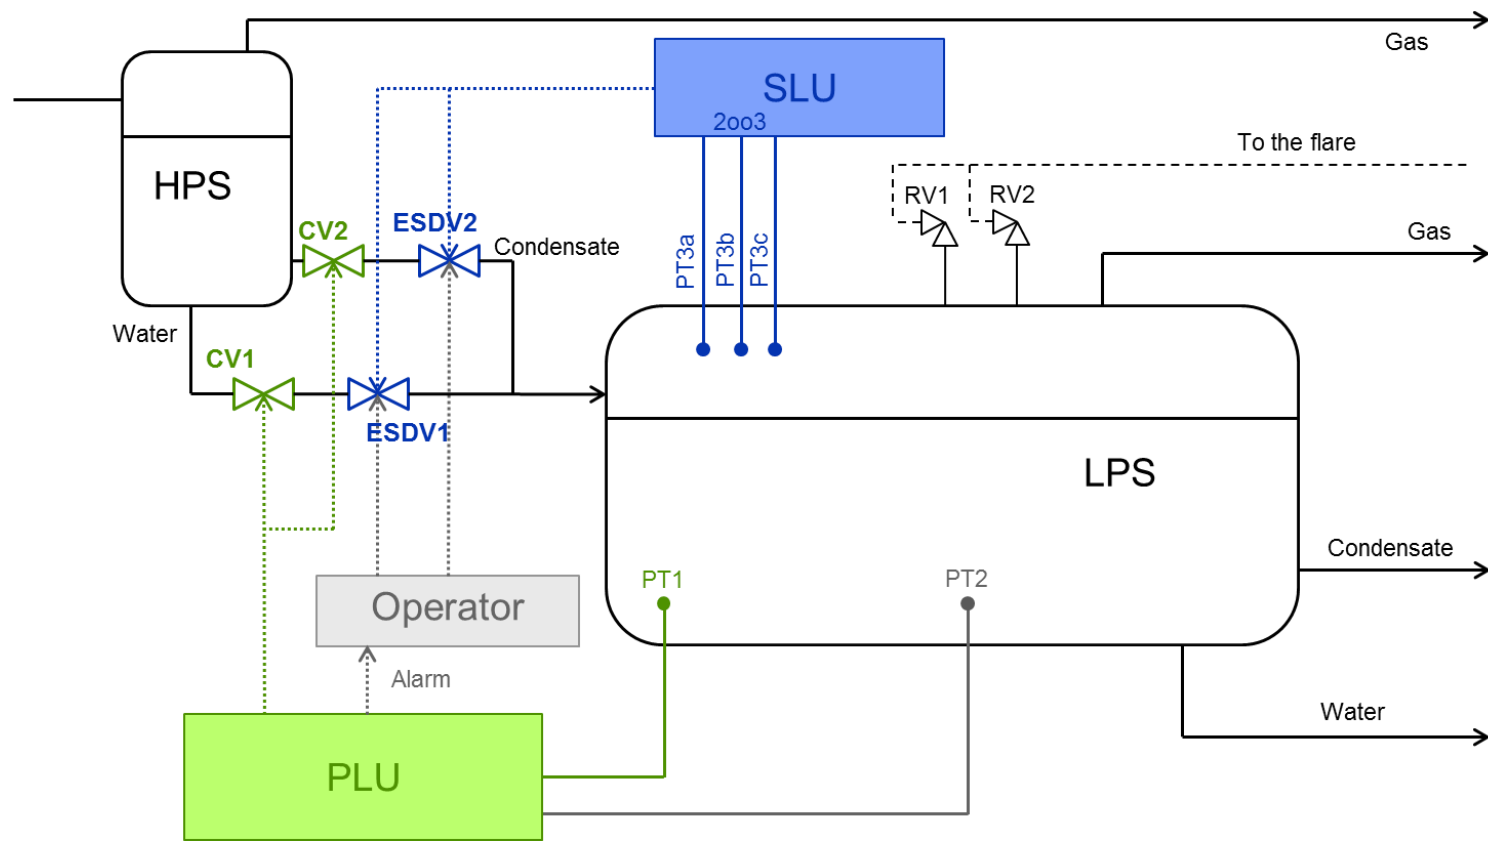 Gas
SLU
2oo3
To the flare
HPS
RV1
RV2
CV2
ESDV2
Condensate
Gas
PT3a
PT3b
PT3c
Water
CV1
ESDV1
LPS
Condensate
PT1
PT2
Operator
Alarm
Water
PLU